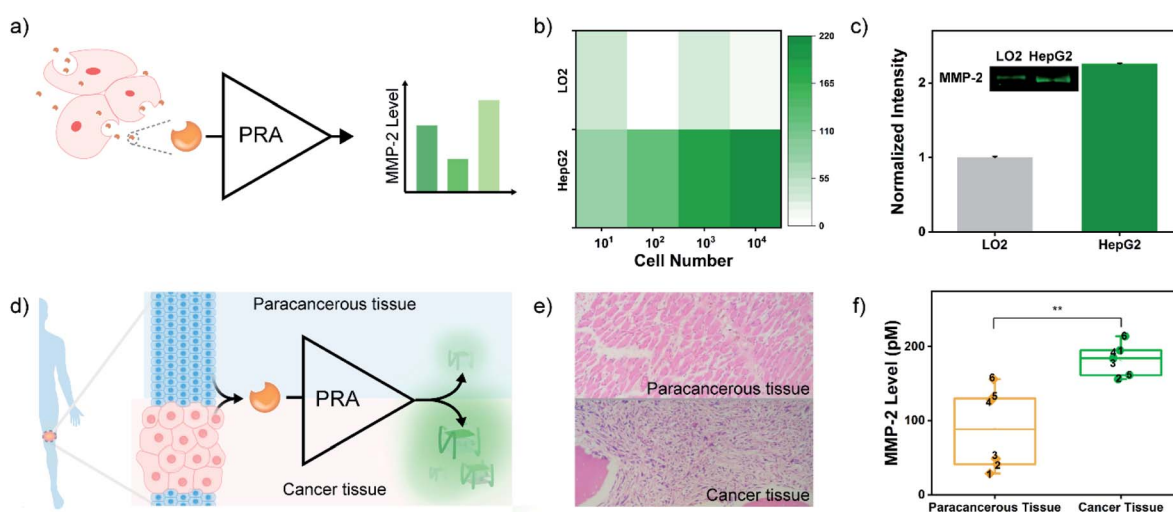 a)
PRA
MMP-2 Level
b)
LO2
HepG2
10¹ 10² 10³ 10⁴
Cell Number
220
165
110
55
0
c)
Normalized Intensity
2
1
0
LO2 HepG2
MMP-2
LO2 HepG2
d)
Paracancerous tissue
PRA
Cancer tissue
e)
Paracancerous tissue
Cancer tissue
f)
MMP-2 Level (pM)
200
100
0
**
6
5
4
3
2
1
6
4 1
3
2 5
Paracancerous Tissue Cancer Tissue